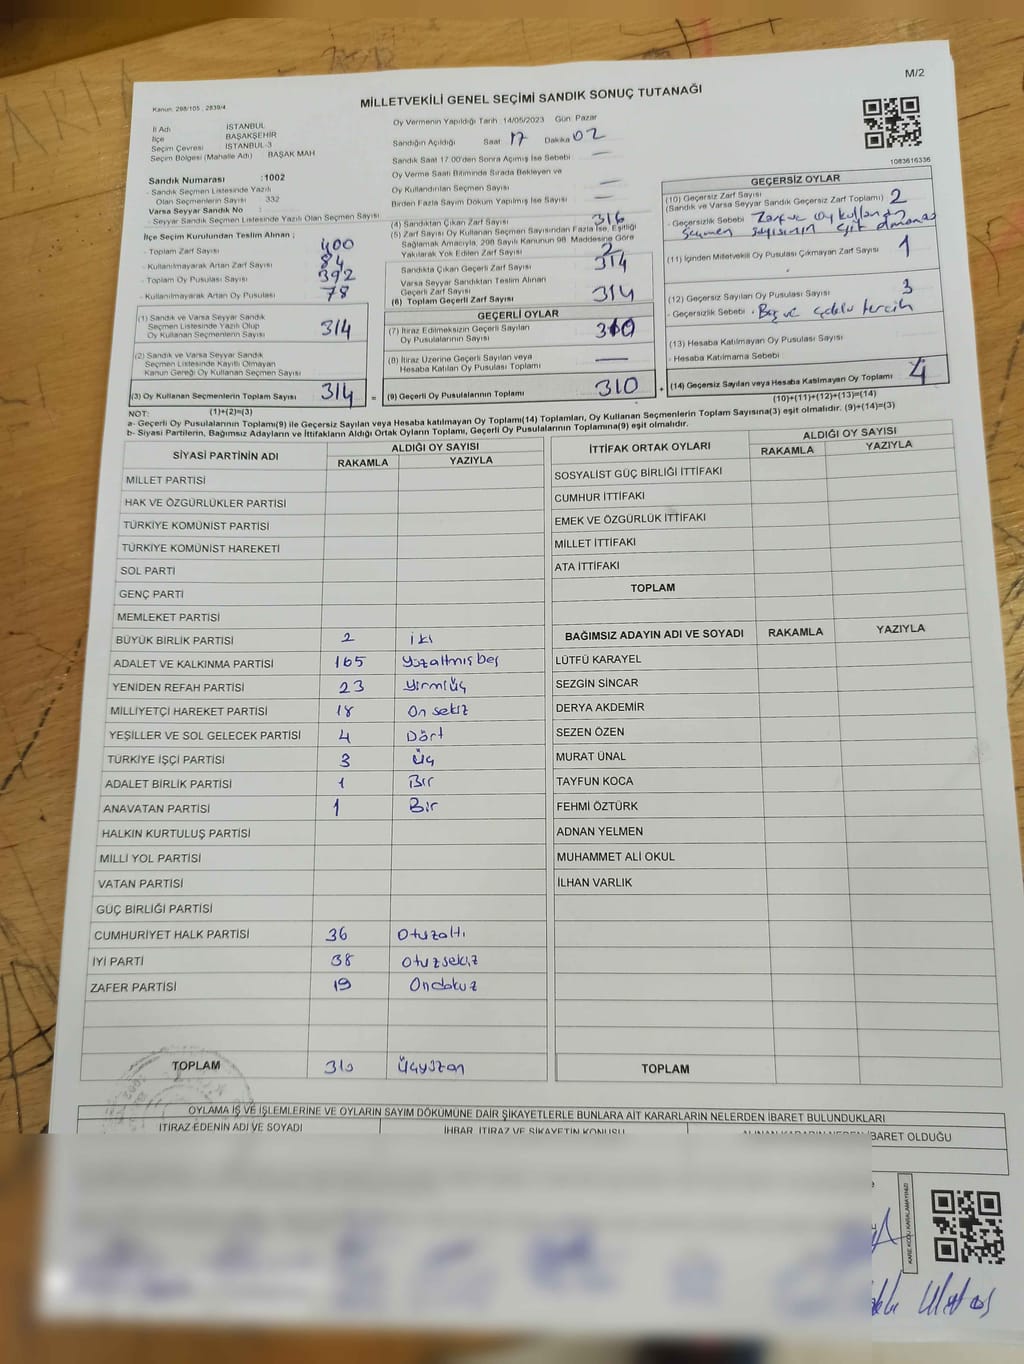 M/2
Kanun: 298/105 , 2839/4
MİLLETVEKİLİ GENEL SEÇİMİ SANDIK SONUÇ TUTANAĞI
İl Adı İSTANBUL
İlçe BAŞAKŞEHİR
Seçim Çevresi İSTANBUL-3
Seçim Bölgesi (Mahalle Adı) BAŞAK MAH
Sandık Numarası :1002
- Sandık Seçmen Listesinde Yazılı
Olan Seçmenlerin Sayısı 332
Varsa Seyyar Sandık No :
- Seyyar Sandık Seçmen Listesinde Yazılı Olan Seçmen Sayısı
İlçe Seçim Kurulundan Teslim Alınan ;
- Toplam Zarf Sayısı 400
- Kullanılmayarak Artan Zarf Sayısı 84
- Toplam Oy Pusulası Sayısı 392
- Kullanılmayarak Artan Oy Pusulası 78
(1) Sandık ve Varsa Seyyar Sandık
Seçmen Listesinde Yazılı Olup
Oy Kullanan Seçmenlerin Sayısı 314
(2) Sandık ve Varsa Seyyar Sandık
Seçmen Listesinde Kayıtlı Olmayan
Kanun Gereği Oy Kullanan Seçmen Sayısı
(3) Oy Kullanan Seçmenlerin Toplam Sayısı 314 =
Oy Vermenin Yapıldığı Tarih :14/05/2023 Gün: Pazar
Sandığın Açıldığı Saat 17 Dakika 02
Sandık Saat 17:00'den Sonra Açımış İse Sebebi —
Oy Verme Saati Bitiminde Sırada Bekleyen ve
Oy Kullandırılan Seçmen Sayısı —
Birden Fazla Sayım Döküm Yapılmış İse Sayısı —
(4) Sandıktan Çıkan Zarf Sayısı 316
(5) Zarf Sayısı Oy Kullanan Seçmen Sayısından Fazla İse, Eşitliği
Sağlamak Amacıyla, 298 Sayılı Kanunun 98. Maddesine Göre
Yakılarak Yok Edilen Zarf Sayısı 2
Sandıkta Çıkan Geçerli Zarf Sayısı 314
Varsa Seyyar Sandıktan Teslim Alınan
Geçerli Zarf Sayısı
(6) Toplam Geçerli Zarf Sayısı 314
GEÇERLİ OYLAR
(7) İtiraz Edilmeksizin Geçerli Sayılan
Oy Pusulalarının Sayısı 310
(8) İtiraz Üzerine Geçerli Sayılan veya
Hesaba Katılan Oy Pusulası Toplamı —
(9) Geçerli Oy Pusulalarının Toplamı 310 +
1083616336
GEÇERSİZ OYLAR
(10) Geçersiz Zarf Sayısı
(Sandık ve Varsa Seyyar Sandık Geçersiz Zarf Toplamı) 2
- Geçersizlik Sebebi Zarf ve Oy kullanan
seçmen sayısının eşit olmaması
(11) İçinden Milletvekili Oy Pusulası Çıkmayan Zarf Sayısı 1
(12) Geçersiz Sayılan Oy Pusulası Sayısı 3
- Geçersizlik Sebebi . Boş ve çoklu tercih
(13) Hesaba Katılmayan Oy Pusulası Sayısı
- Hesaba Katılmama Sebebi
(14) Geçersiz Sayılan veya Hesaba Katılmayan Oy Toplamı 4
NOT: (1)+(2)=(3) (10)+(11)+(12)+(13)=(14)
a- Geçerli Oy Pusulalarının Toplamı(9) ile Geçersiz Sayılan veya Hesaba katılmayan Oy Toplamı(14) Toplamları, Oy Kullanan Seçmenlerin Toplam Sayısına(3) eşit olmalıdır. (9)+(14)=(3)
b- Siyasi Partilerin, Bağımsız Adayların ve İttifakların Aldığı Ortak Oyların Toplamı, Geçerli Oy Pusulalarının Toplamına(9) eşit olmalıdır.
SİYASİ PARTİNİN ADI ALDIĞI OY SAYISI
RAKAMLA YAZIYLA
MİLLET PARTİSİ
HAK VE ÖZGÜRLÜKLER PARTİSİ
TÜRKİYE KOMÜNİST PARTİSİ
TÜRKİYE KOMÜNİST HAREKETİ
SOL PARTİ
GENÇ PARTİ
MEMLEKET PARTİSİ
BÜYÜK BİRLİK PARTİSİ 2 iki
ADALET VE KALKINMA PARTİSİ 165 Yüzaltmışbeş
YENİDEN REFAH PARTİSİ 23 Yirmiüç
MİLLİYETÇİ HAREKET PARTİSİ 18 On sekiz
YEŞİLLER VE SOL GELECEK PARTİSİ 4 Dört
TÜRKİYE İŞÇİ PARTİSİ 3 Üç
ADALET BİRLİK PARTİSİ 1 Bir
ANAVATAN PARTİSİ 1 Bir
HALKIN KURTULUŞ PARTİSİ
MİLLİ YOL PARTİSİ
VATAN PARTİSİ
GÜÇ BİRLİĞİ PARTİSİ
CUMHURİYET HALK PARTİSİ 36 Otuzaltı
İYİ PARTİ 38 Otuzsekiz
ZAFER PARTİSİ 19 Ondokuz
TOPLAM 310 Üçyüzon
İTTİFAK ORTAK OYLARI ALDIĞI OY SAYISI
RAKAMLA YAZIYLA
SOSYALİST GÜÇ BİRLİĞİ İTTİFAKI
CUMHUR İTTİFAKI
EMEK VE ÖZGÜRLÜK İTTİFAKI
MİLLET İTTİFAKI
ATA İTTİFAKI
TOPLAM
BAĞIMSIZ ADAYIN ADI VE SOYADI RAKAMLA YAZIYLA
LÜTFÜ KARAYEL
SEZGİN SİNCAR
DERYA AKDEMİR
SEZEN ÖZEN
MURAT ÜNAL
TAYFUN KOCA
FEHMİ ÖZTÜRK
ADNAN YELMEN
MUHAMMET ALİ OKUL
İLHAN VARLIK
TOPLAM
OYLAMA İŞ VE İŞLEMLERİNE VE OYLARIN SAYIM DÖKÜMÜNE DAİR ŞİKAYETLERLE BUNLARA AİT KARARLARIN NELERDEN İBARET BULUNDUKLARI
İTİRAZ EDENİN ADI VE SOYADI
İHBAR, İTİRAZ VE ŞİKAYETİN KONUSU
ALINAN KARARIN NEDEN İBARET OLDUĞU
KARE KODU KARALAMAYINIZ!